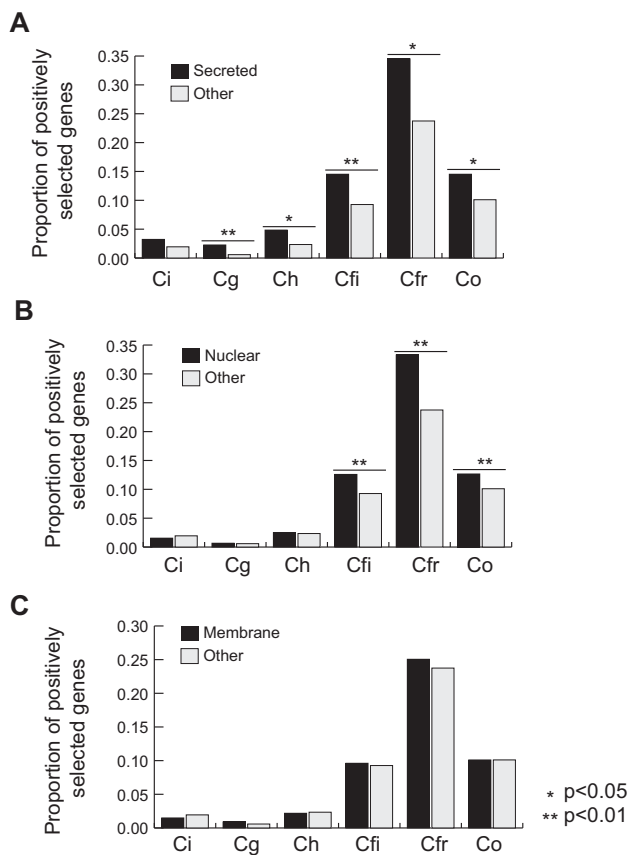 A
Proportion of positively
selected genes
0.35
0.30
0.25
0.20
0.15
0.10
0.05
0.00
Secreted
Other
**
*
**
*
*
Ci Cg Ch Cfi Cfr Co
B
Proportion of positively
selected genes
0.35
0.30
0.25
0.20
0.15
0.10
0.05
0.00
Nuclear
Other
**
**
**
Ci Cg Ch Cfi Cfr Co
C
Proportion of positively
selected genes
0.30
0.25
0.20
0.15
0.10
0.05
0.00
Membrane
Other
Ci Cg Ch Cfi Cfr Co
* p<0.05
** p<0.01